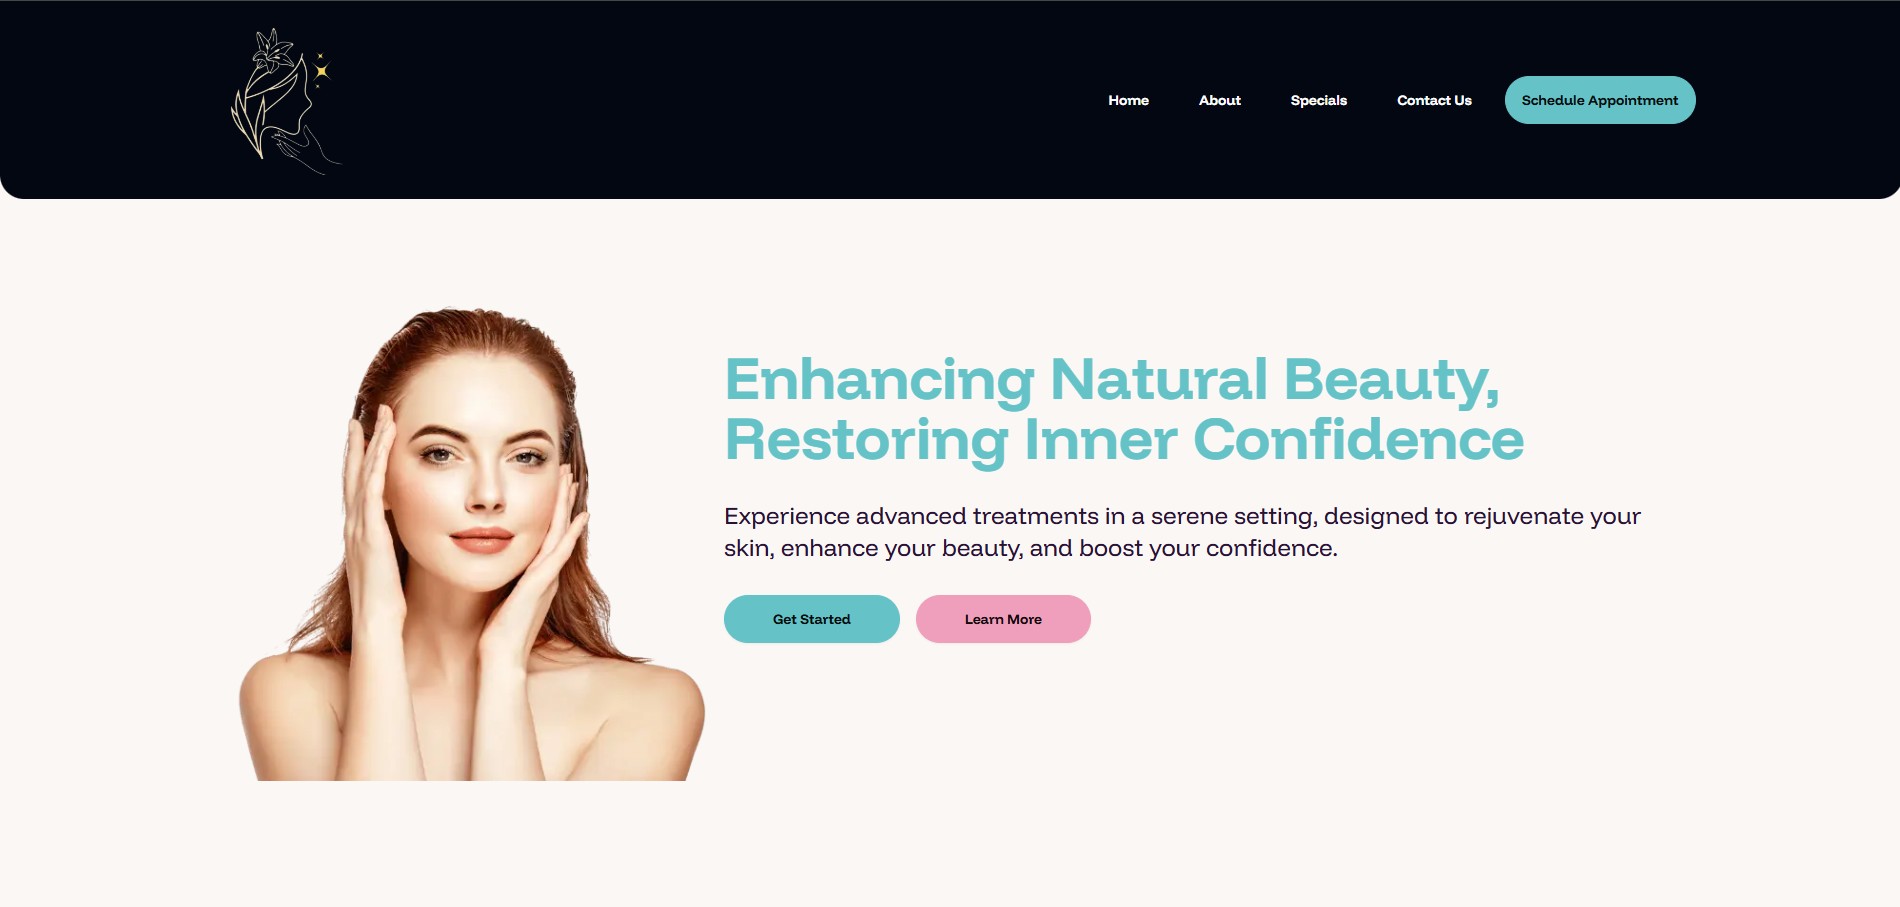 Home
About
Specials
Contact Us
Schedule Appointment
Enhancing Natural Beauty,
Restoring Inner Confidence
Experience advanced treatments in a serene setting, designed to rejuvenate your
skin, enhance your beauty, and boost your confidence.
Get Started
Learn More